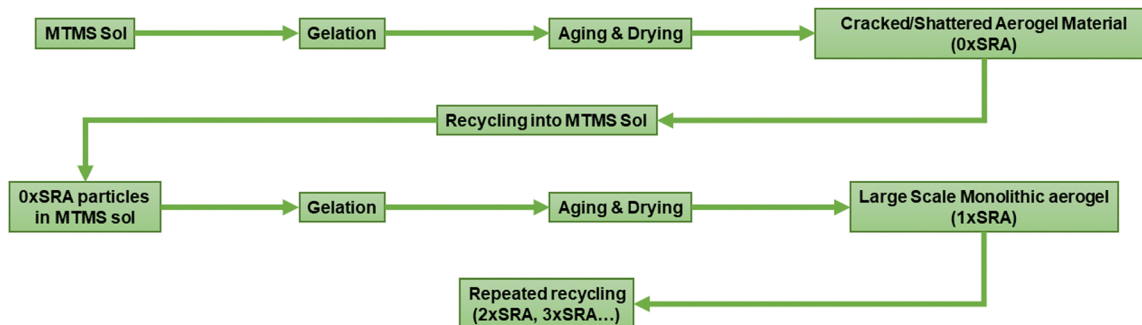 MTMS Sol
Gelation
Aging & Drying
Cracked/Shattered Aerogel Material
(0xSRA)
Recycling into MTMS Sol
0xSRA particles
in MTMS sol
Gelation
Aging & Drying
Large Scale Monolithic aerogel
(1xSRA)
Repeated recycling
(2xSRA, 3xSRA…)